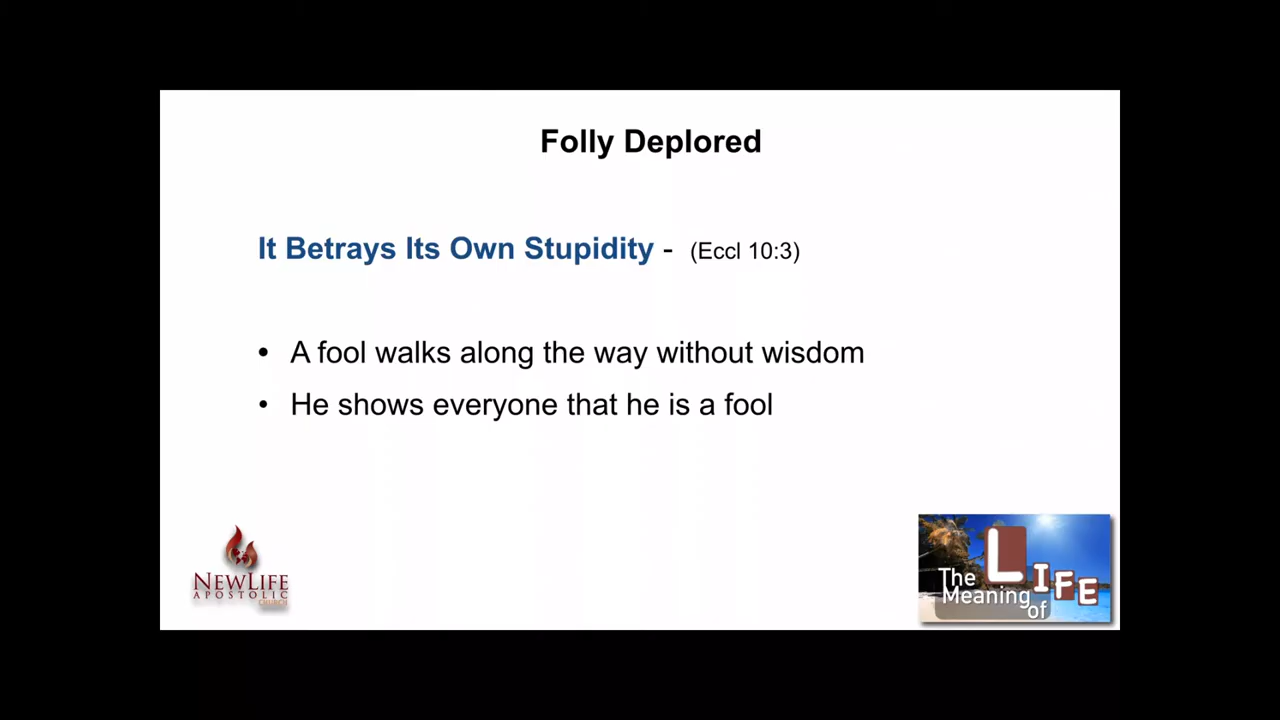 Folly Deplored
It Betrays Its Own Stupidity - (Eccl 10:3)
• A fool walks along the way without wisdom
• He shows everyone that he is a fool
NEWLIFE
APOSTOLIC
CHURCH
The Meaning of LIFE